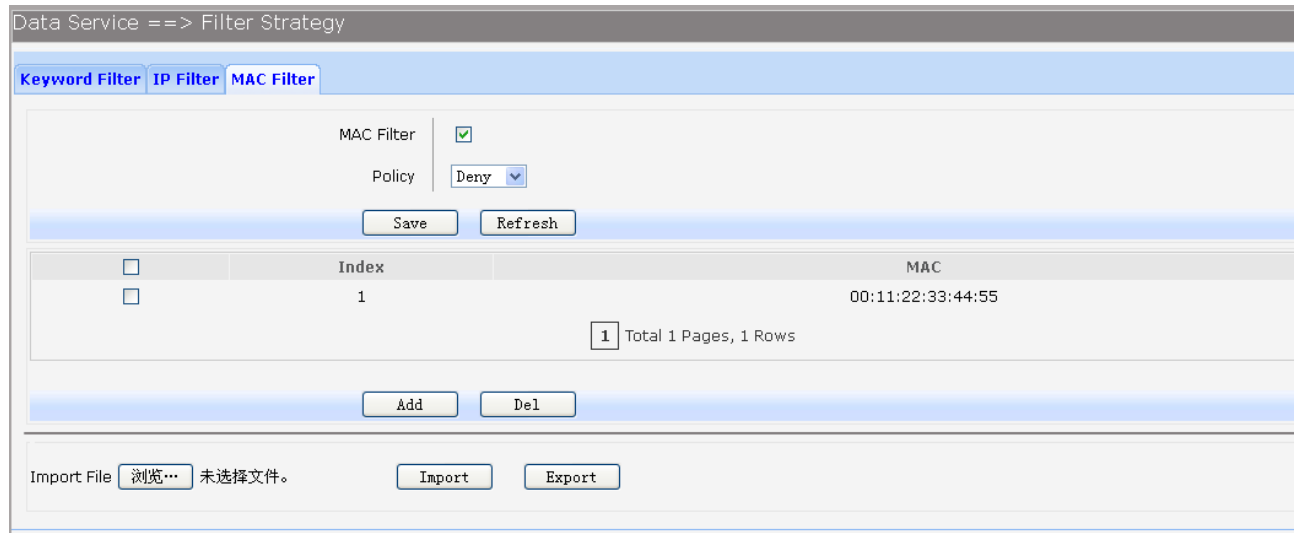 Data Service ==> Filter Strategy
Keyword Filter IP Filter MAC Filter
MAC Filter
Policy Deny
Save Refresh
Index MAC
1 00:11:22:33:44:55
1 Total 1 Pages, 1 Rows
Add Del
Import File 浏览… 未选择文件。 Import Export